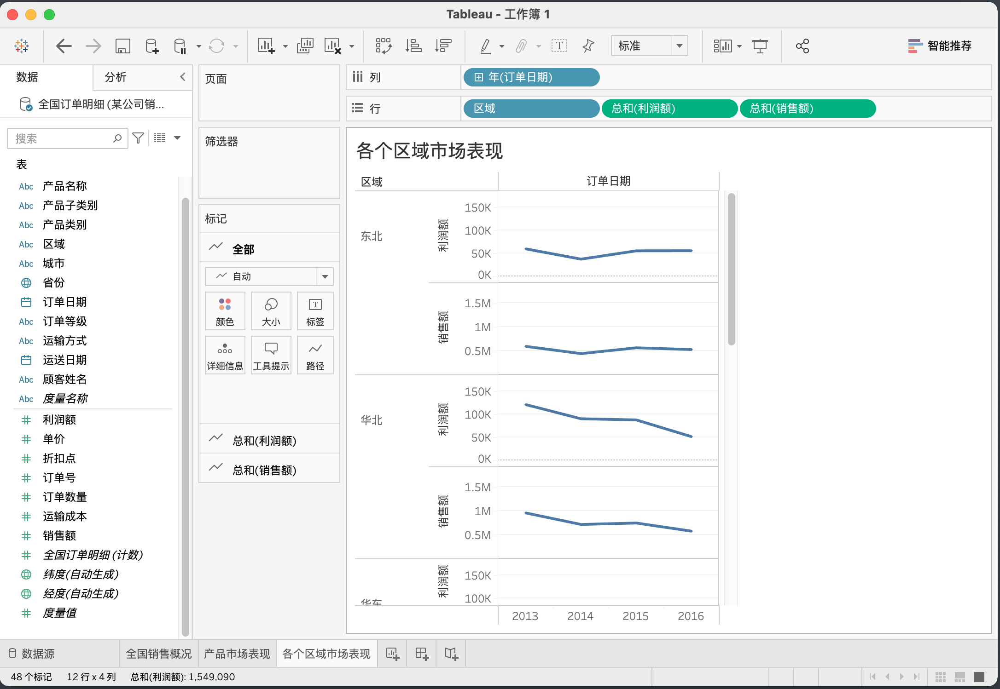 Tableau - 工作簿 1
标准
智能推荐
数据
分析
全国订单明细 (某公司销...
搜索
表
Abc 产品名称
Abc 产品子类别
Abc 产品类别
Abc 区域
Abc 城市
省份
订单日期
Abc 订单等级
Abc 运输方式
运送日期
Abc 顾客姓名
Abc 度量名称
利润额
单价
折扣点
订单号
订单数量
运输成本
销售额
全国订单明细 (计数)
纬度(自动生成)
经度(自动生成)
度量值
页面
筛选器
标记
全部
自动
颜色
大小
T
标签
详细信息
工具提示
路径
总和(利润额)
总和(销售额)
列
年(订单日期)
行
区域
总和(利润额)
总和(销售额)
各个区域市场表现
区域
订单日期
东北
利润额
150K
100K
50K
0K
销售额
1.5M
1M
0.5M
华北
利润额
150K
100K
50K
0K
销售额
1.5M
1M
0.5M
华东
利润额
150K
100K
2013 2014 2015 2016
数据源
全国销售概况
产品市场表现
各个区域市场表现
48 个标记
12 行 x 4 列
总和(利润额): 1,549,090